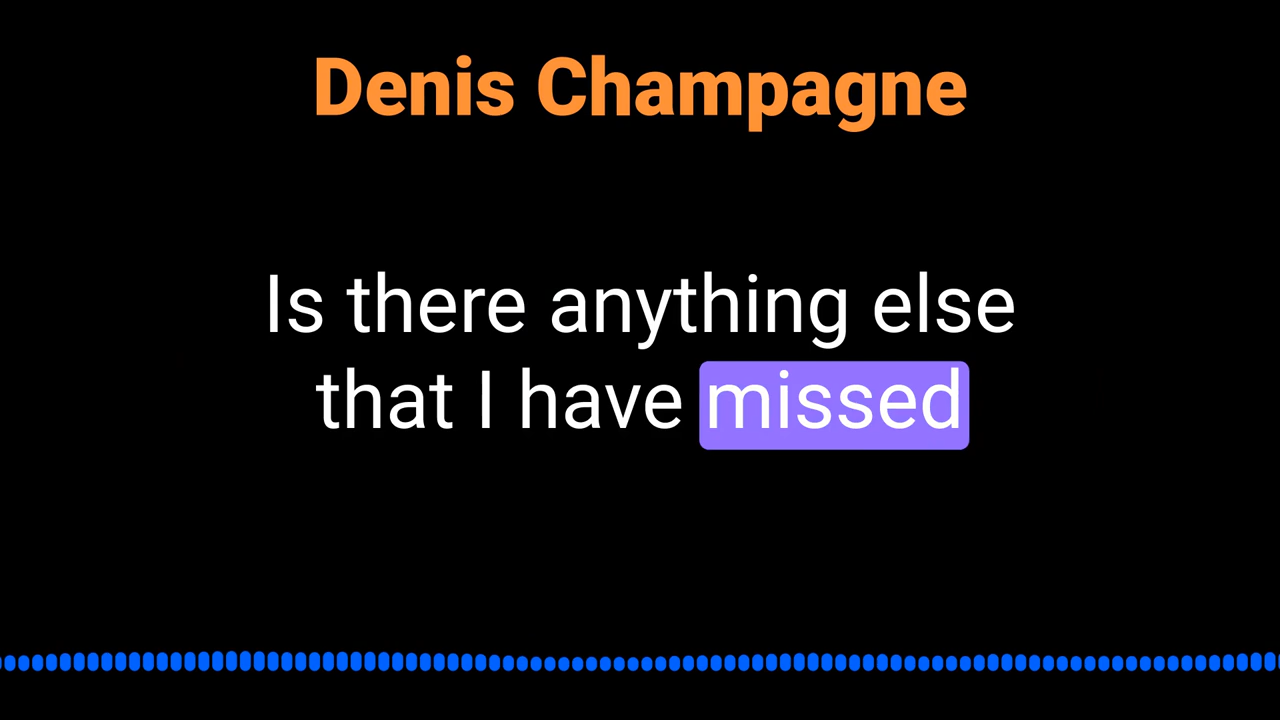 Denis Champagne
Is there anything else
that I have missed